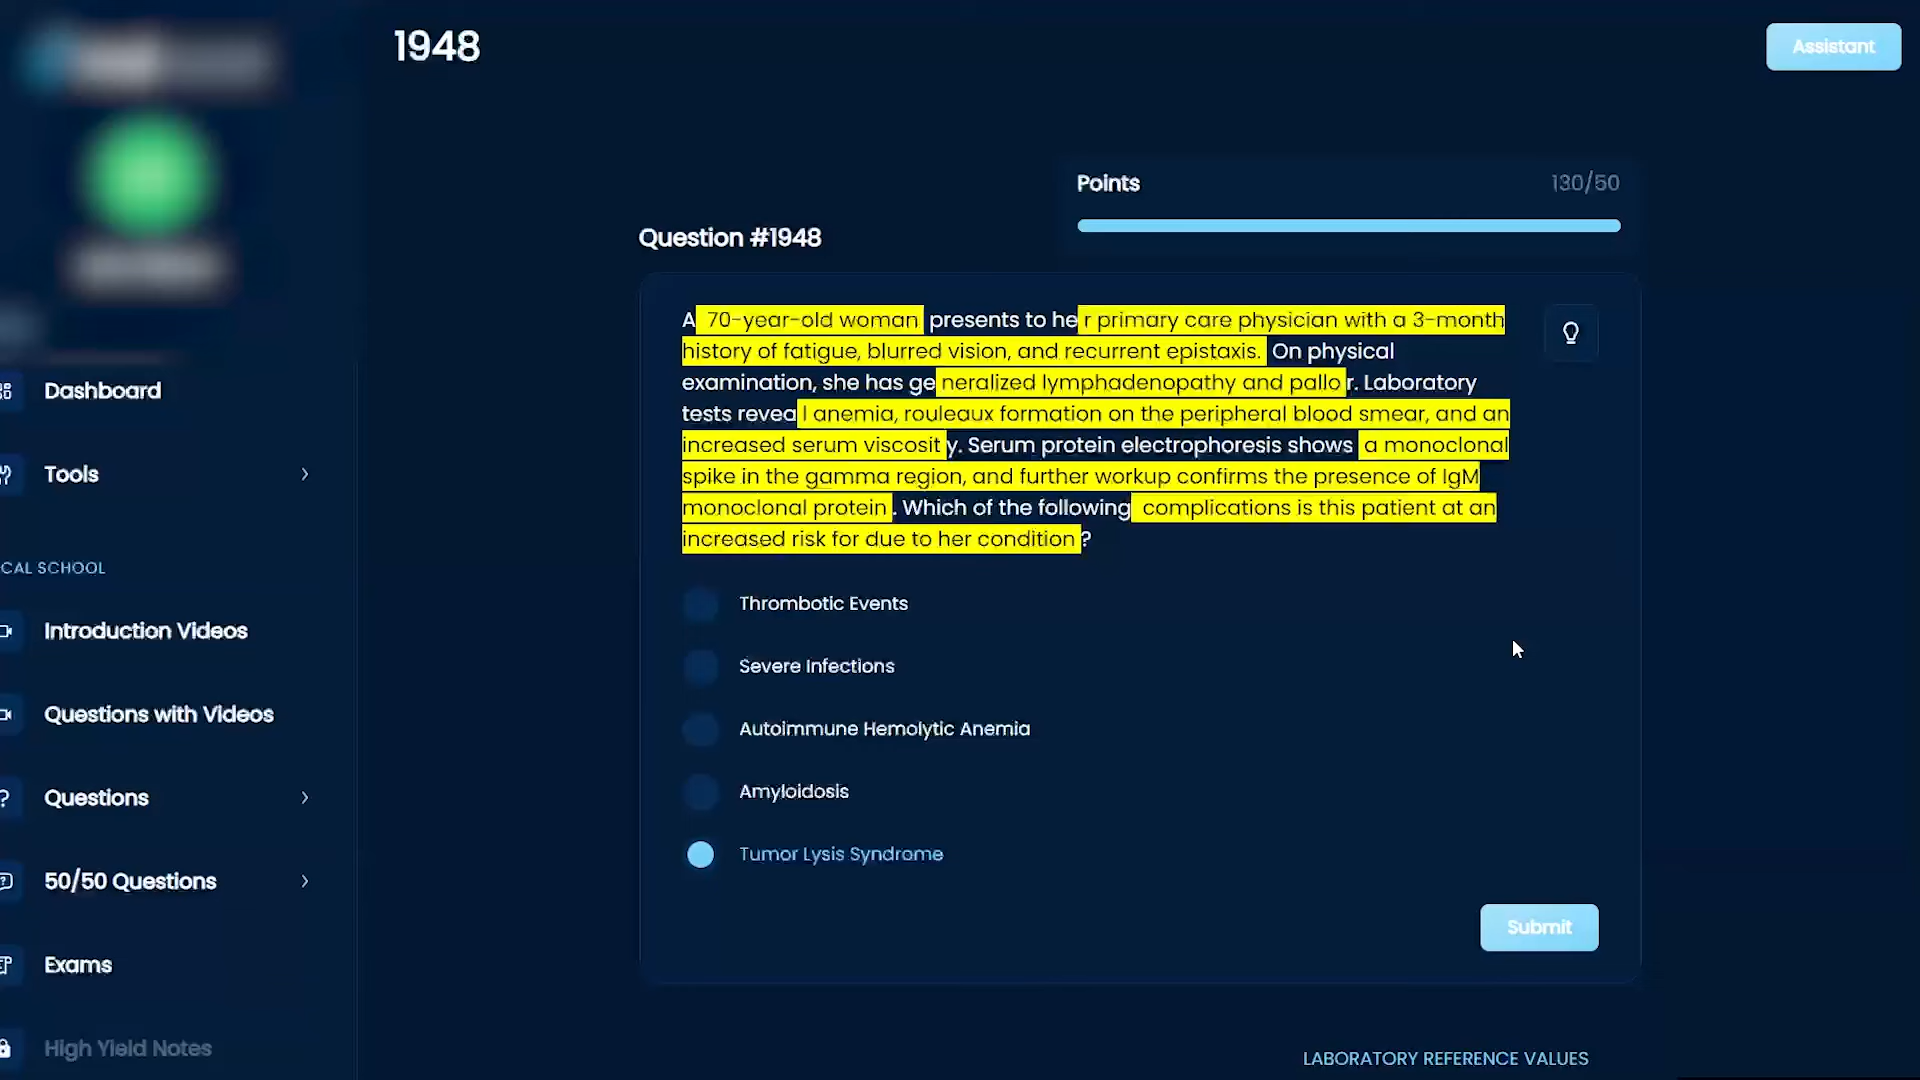 1948
Assistant
Points
130/50
Question #1948
A 70-year-old woman presents to her primary care physician with a 3-month
history of fatigue, blurred vision, and recurrent epistaxis. On physical
examination, she has generalized lymphadenopathy and pallor. Laboratory
tests reveal anemia, rouleaux formation on the peripheral blood smear, and an
increased serum viscosity. Serum protein electrophoresis shows a monoclonal
spike in the gamma region, and further workup confirms the presence of IgM
monoclonal protein. Which of the following complications is this patient at an
increased risk for due to her condition?
Thrombotic Events
Severe Infections
Autoimmune Hemolytic Anemia
Amyloidosis
Tumor Lysis Syndrome
Submit
LABORATORY REFERENCE VALUES
Dashboard
Tools
CAL SCHOOL
Introduction Videos
Questions with Videos
Questions
50/50 Questions
Exams
High Yield Notes